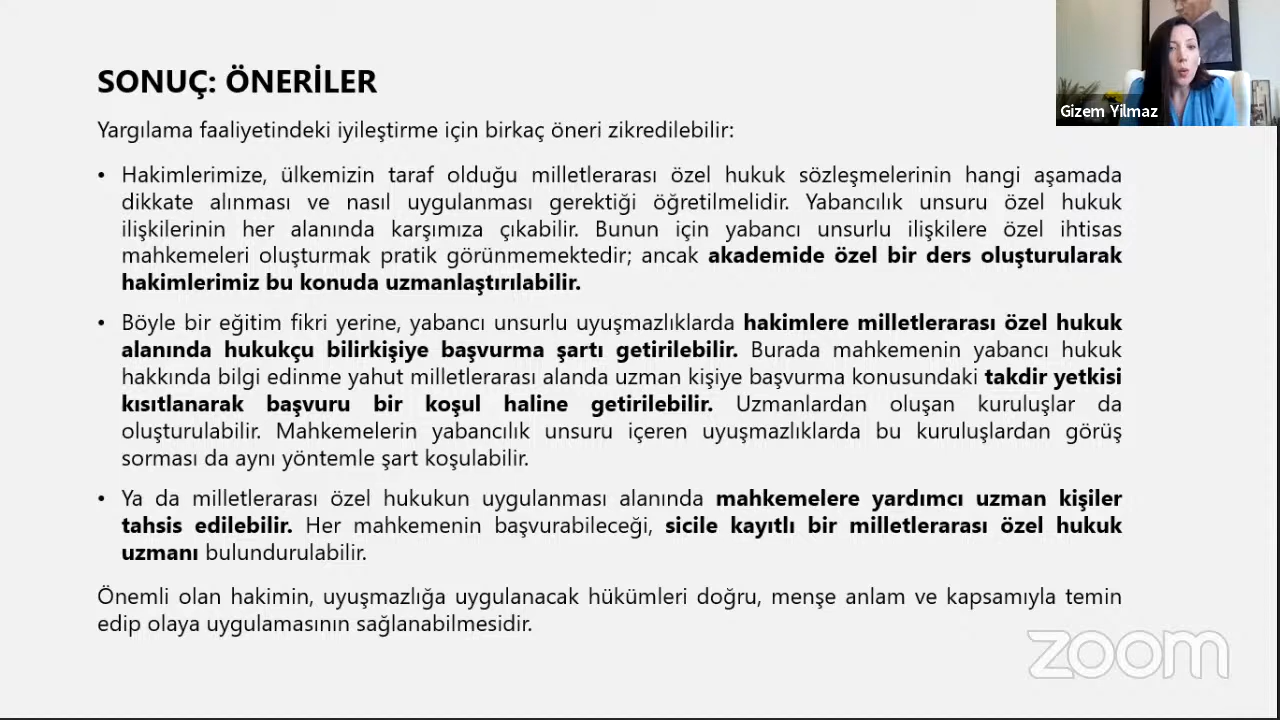 SONUÇ: ÖNERİLER
Yargılama faaliyetindeki iyileştirme için birkaç öneri zikredilebilir:
• Hakimlerimize, ülkemizin taraf olduğu milletlerarası özel hukuk sözleşmelerinin hangi aşamada
dikkate alınması ve nasıl uygulanması gerektiği öğretilmelidir. Yabancılık unsuru özel hukuk
ilişkilerinin her alanında karşımıza çıkabilir. Bunun için yabancı unsurlu ilişkilere özel ihtisas
mahkemeleri oluşturmak pratik görünmemektedir; ancak akademide özel bir ders oluşturularak
hakimlerimiz bu konuda uzmanlaştırılabilir.
• Böyle bir eğitim fikri yerine, yabancı unsurlu uyuşmazlıklarda hakimlere milletlerarası özel hukuk
alanında hukukçu bilirkişiye başvurma şartı getirilebilir. Burada mahkemenin yabancı hukuk
hakkında bilgi edinme yahut milletlerarası alanda uzman kişiye başvurma konusundaki takdir yetkisi
kısıtlanarak başvuru bir koşul haline getirilebilir. Uzmanlardan oluşan kuruluşlar da
oluşturulabilir. Mahkemelerin yabancılık unsuru içeren uyuşmazlıklarda bu kuruluşlardan görüş
sorması da aynı yöntemle şart koşulabilir.
• Ya da milletlerarası özel hukukun uygulanması alanında mahkemelere yardımcı uzman kişiler
tahsis edilebilir. Her mahkemenin başvurabileceği, sicile kayıtlı bir milletlerarası özel hukuk
uzmanı bulundurulabilir.
Önemli olan hakimin, uyuşmazlığa uygulanacak hükümleri doğru, menşe anlam ve kapsamıyla temin
edip olaya uygulamasının sağlanabilmesidir.
Gizem Yilmaz
zoom